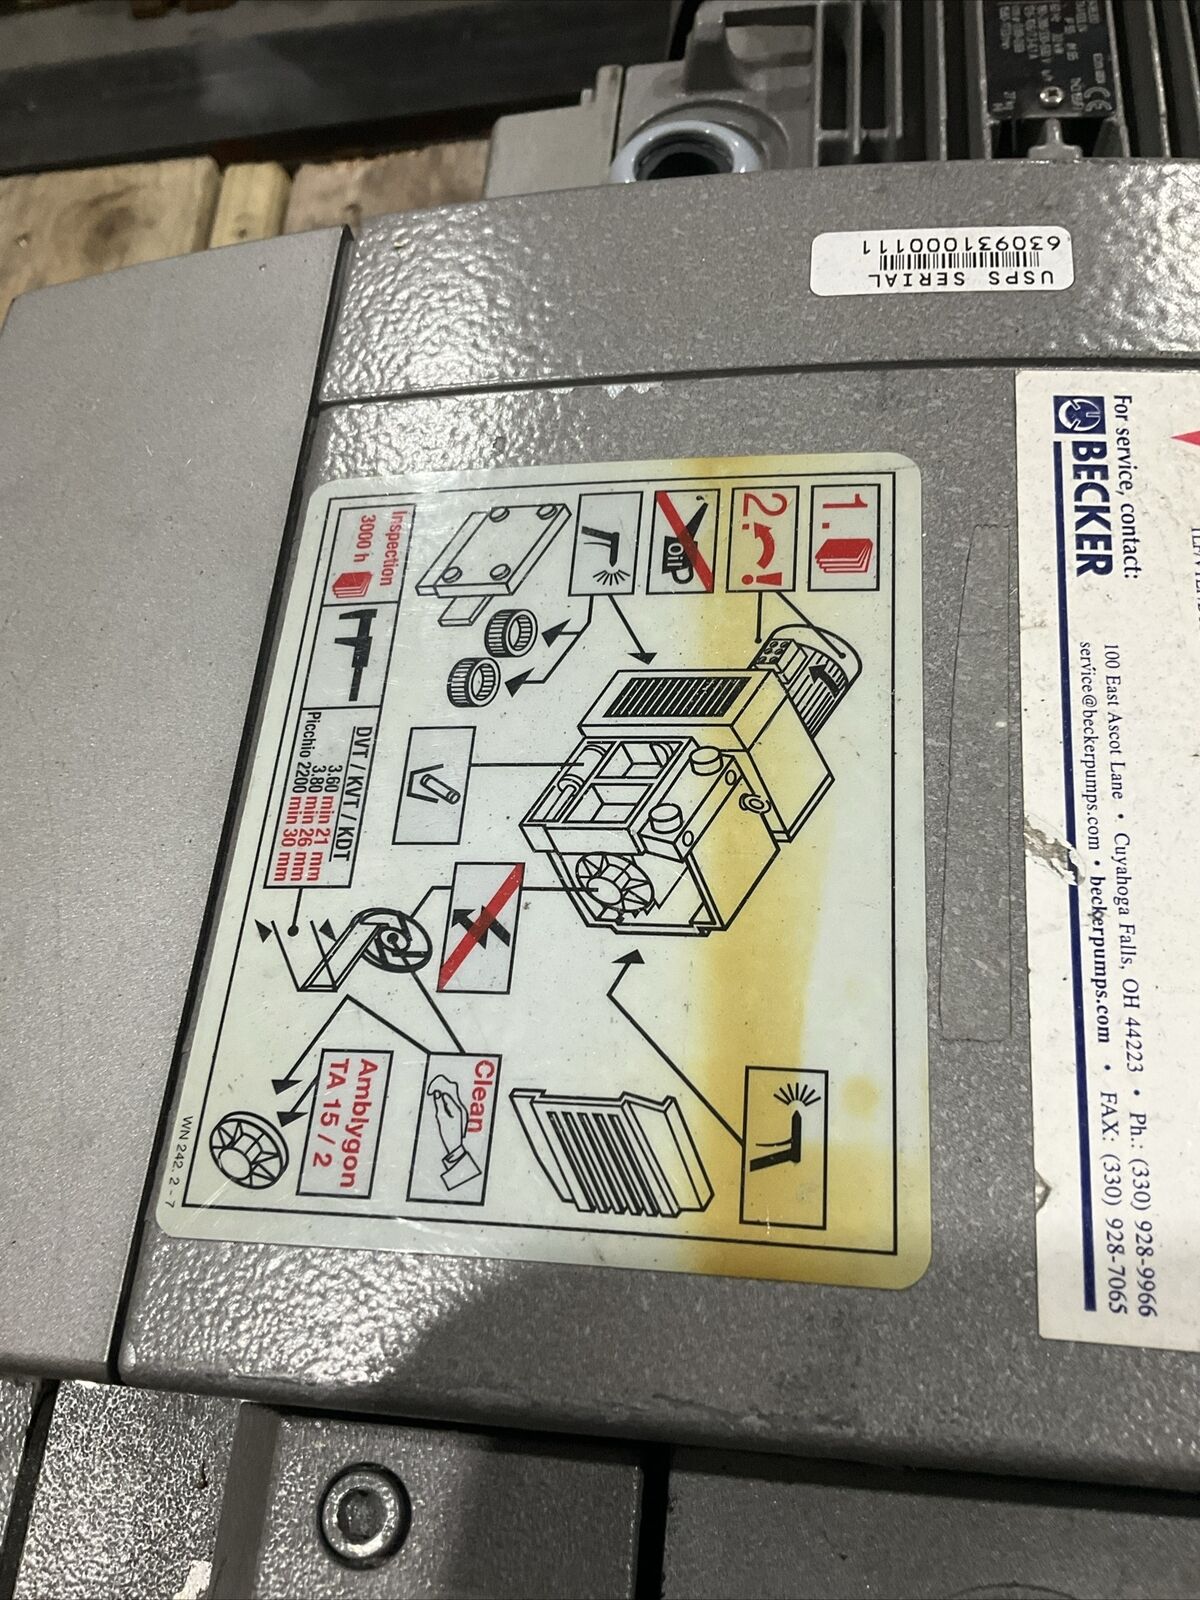 USPS SERIAL
630931000111
For service, contact:
BECKER
100 East Ascot Lane • Cuyahoga Falls, OH 44223 • Ph.: (330) 928-9966
service@beckerpumps.com • beckerpumps.com • FAX: (330) 928-7065
1.
2.
!
Oil
Inspection
3000 h
DVT / KVT / KDT
3.60 min 21 mm
3.80 min 26 mm
Picchio 2200 min 30 mm
Clean
Amblygon
TA 15 / 2
WN 242. 2 - 7
CE